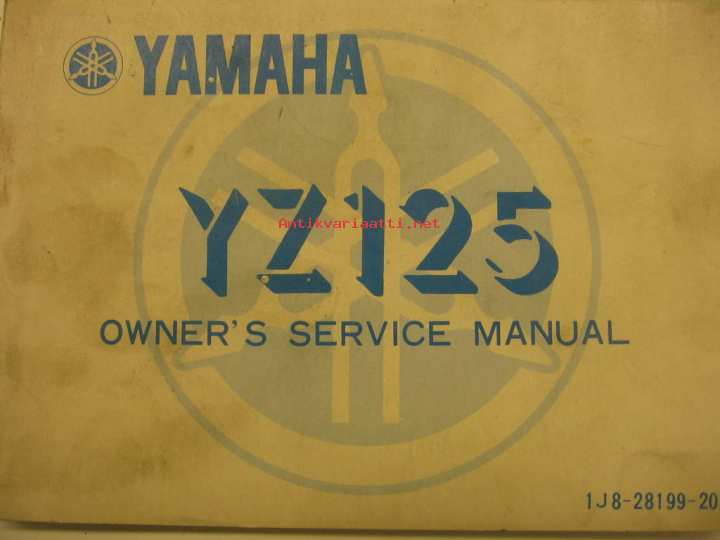 YAMAHA
YZ125
Antikvariaatti.net
OWNER'S SERVICE MANUAL
1J8-28199-20